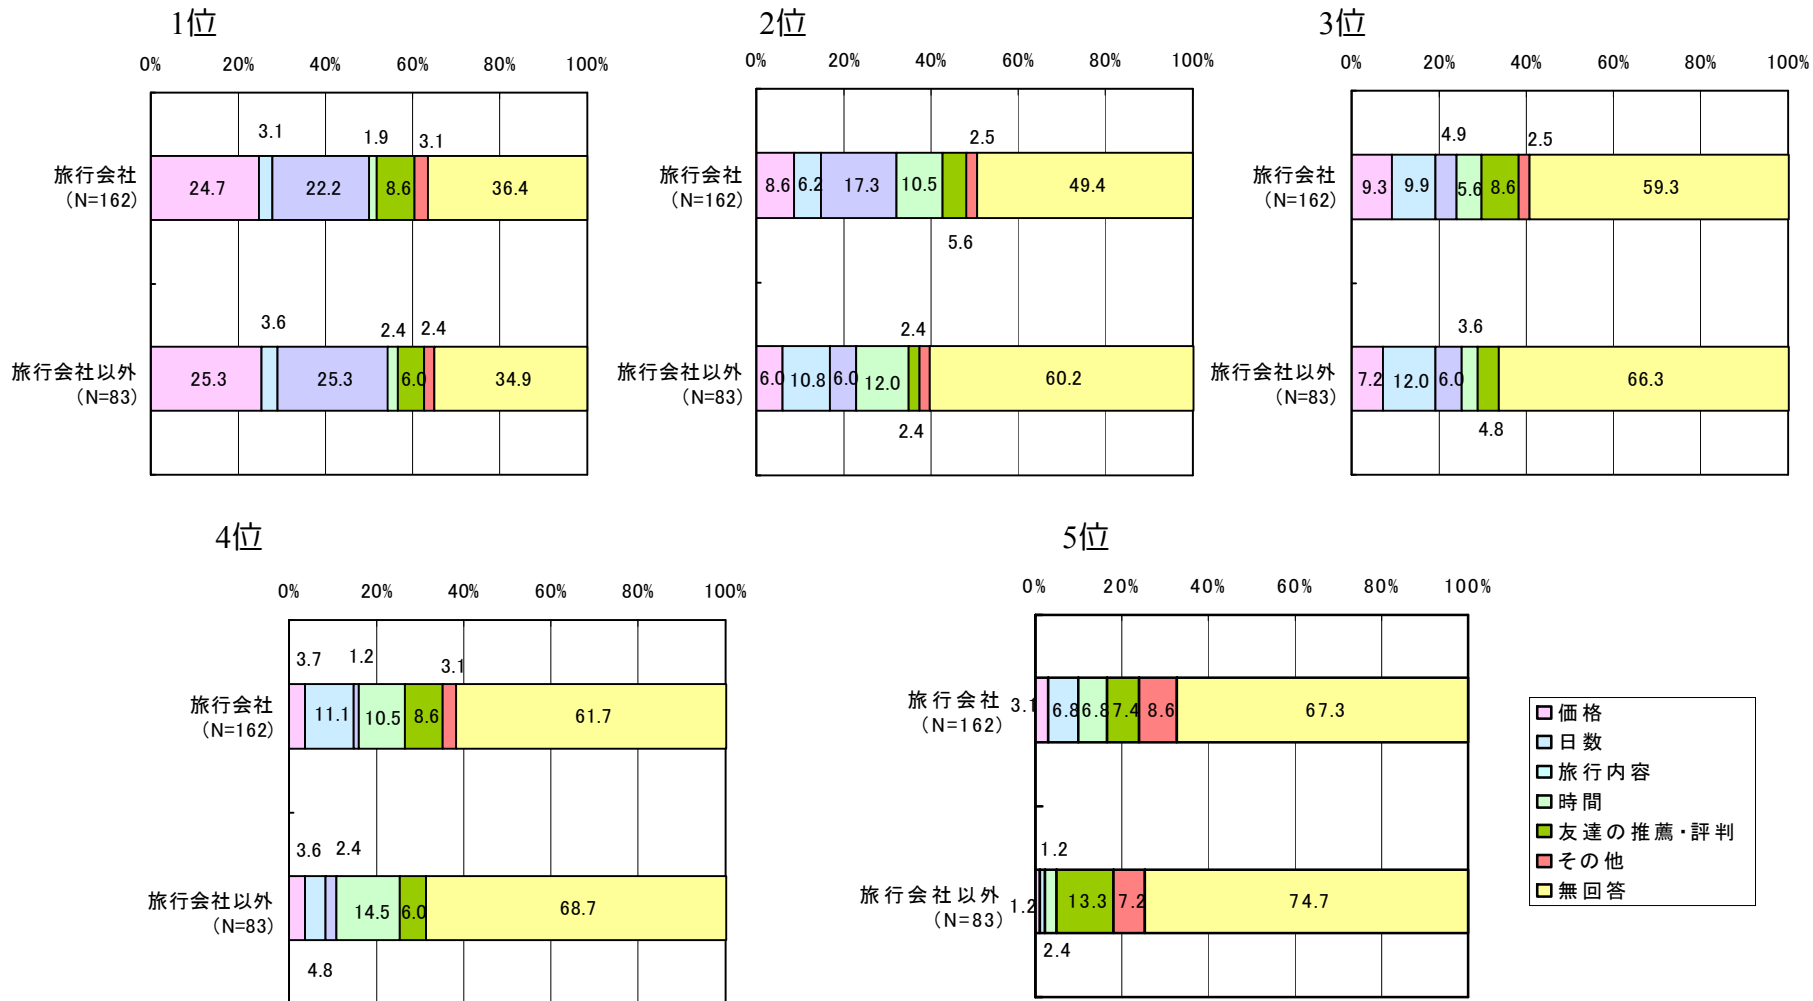 1位
0% 20% 40% 60% 80% 100%
3.1 1.9 3.1
旅行会社
(N=162)
24.7 22.2 8.6 36.4
3.6 2.4 2.4
旅行会社以外
(N=83)
25.3 25.3 6.0 34.9
2位
0% 20% 40% 60% 80% 100%
2.5
旅行会社
(N=162)
8.6 6.2 17.3 10.5 49.4
5.6
2.4
旅行会社以外
(N=83)
6.0 10.8 6.0 12.0 60.2
2.4
3位
0% 20% 40% 60% 80% 100%
4.9 2.5
旅行会社
(N=162)
9.3 9.9 5.6 8.6 59.3
3.6
旅行会社以外
(N=83)
7.2 12.0 6.0 66.3
4.8
4位
0% 20% 40% 60% 80% 100%
3.7 1.2 3.1
旅行会社
(N=162)
11.1 10.5 8.6 61.7
3.6 2.4
旅行会社以外
(N=83)
14.5 6.0 68.7
4.8
5位
0% 20% 40% 60% 80% 100%
旅行会社
(N=162)
3.1 6.8 6.8 7.4 8.6 67.3
1.2
旅行会社以外
(N=83)
1.2 13.3 7.2 74.7
2.4
価格
日数
旅行内容
時間
友達の推薦・評判
その他
無回答